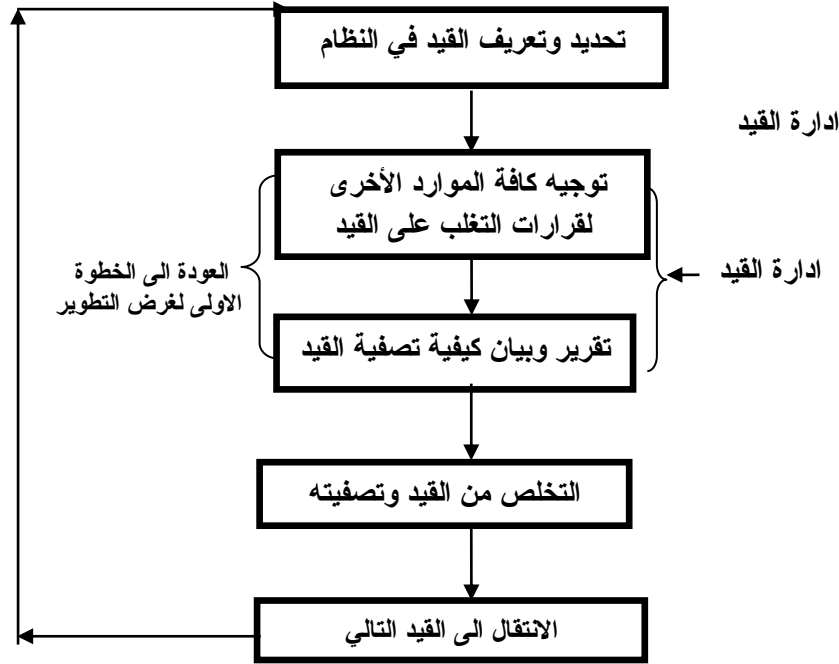 تحديد وتعريف القيد في النظام
ادارة القيد
توجيه كافة الموارد الأخرى
لقرارات التغلب على القيد
ادارة القيد
العودة الى الخطوة
الاولى لغرض التطوير
تقرير وبيان كيفية تصفية القيد
التخلص من القيد وتصفيته
الانتقال الى القيد التالي